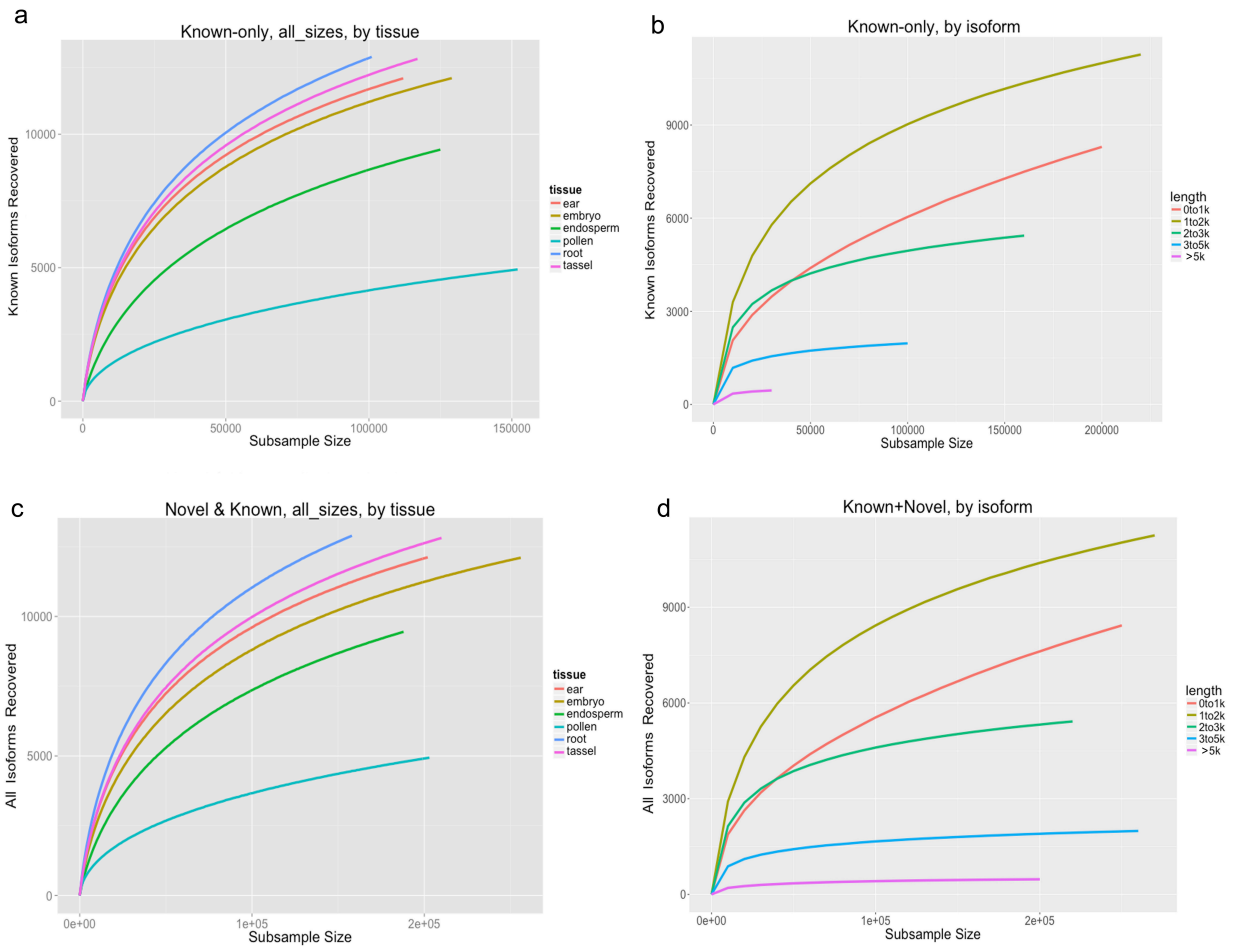 a
Known-only, all_sizes, by tissue
Known Isoforms Recovered
10000
5000
0
0 50000 100000 150000
Subsample Size
tissue
ear
embryo
endosperm
pollen
root
tassel
b
Known-only, by isoform
Known Isoforms Recovered
9000
6000
3000
0
0 50000 100000 150000 200000
Subsample Size
length
0to1k
1to2k
2to3k
3to5k
>5k
c
Novel & Known, all_sizes, by tissue
All Isoforms Recovered
10000
5000
0
0e+00 1e+05 2e+05
Subsample Size
tissue
ear
embryo
endosperm
pollen
root
tassel
d
Known+Novel, by isoform
All Isoforms Recovered
9000
6000
3000
0
0e+00 1e+05 2e+05
Subsample Size
length
0to1k
1to2k
2to3k
3to5k
>5k